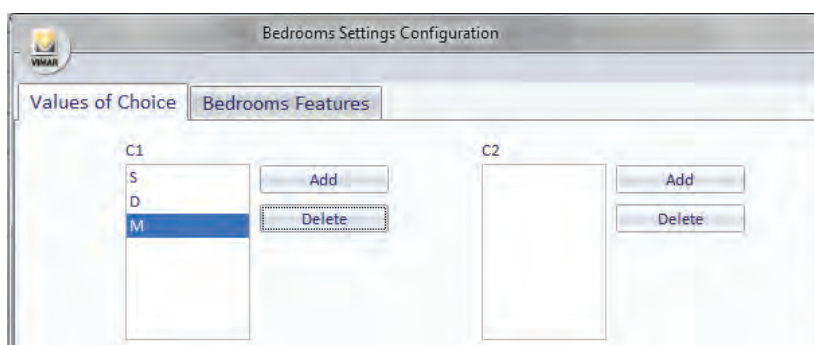 Bedrooms Settings Configuration
VIMAR
Values of Choice Bedrooms Features
C1 C2
S Add Add
D
M Delete Delete